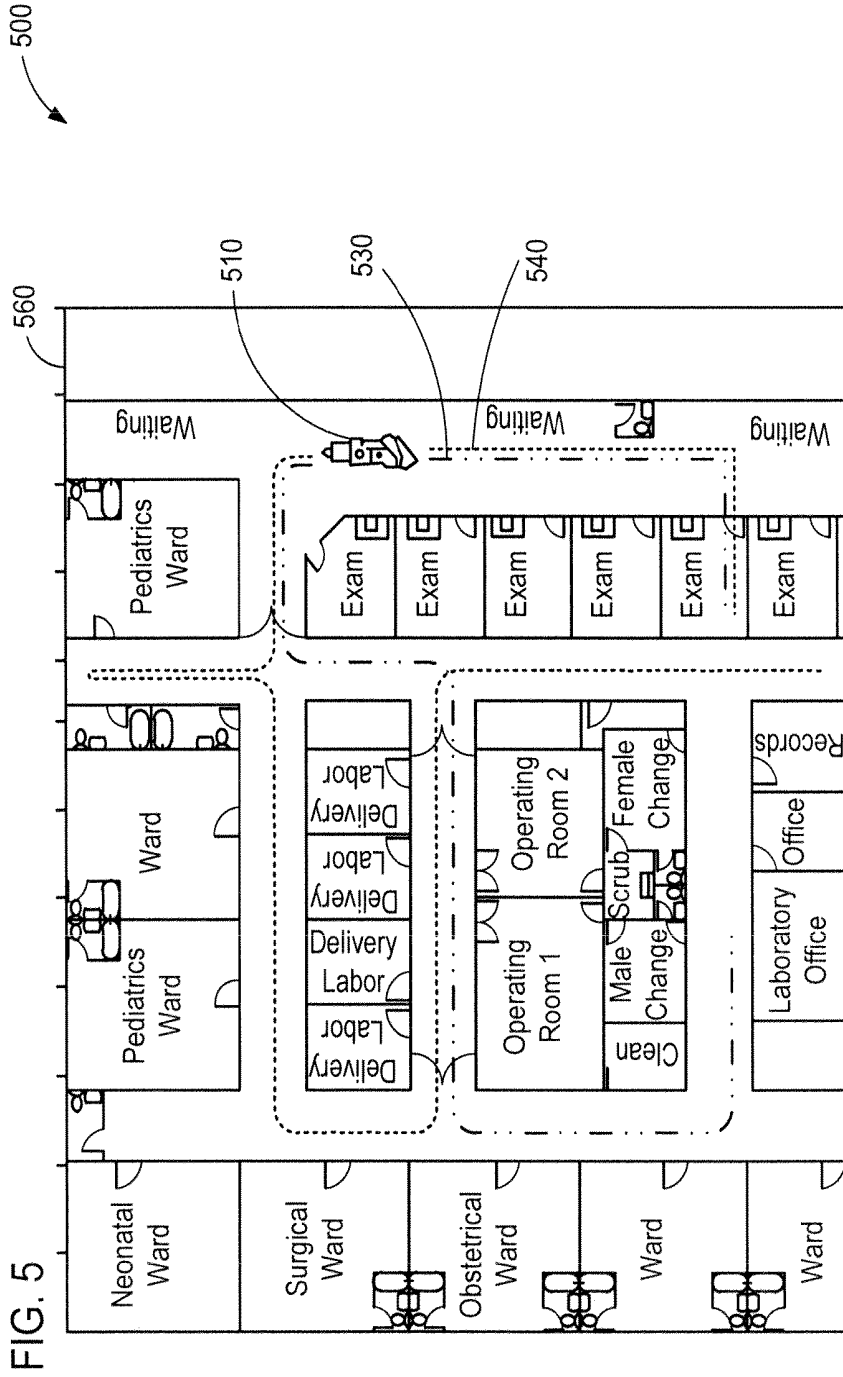 FIG. 5
500
560
510
530
540
Neonatal
Ward
Pediatrics
Ward
Ward
Pediatrics
Ward
Waiting
Surgical
Ward
Delivery
Labor
Delivery
Labor
Delivery
Labor
Delivery
Labor
Exam
Exam
Exam
Exam
Exam
Exam
Waiting
Obstetrical
Ward
Operating
Room 1
Operating
Room 2
Ward
Clean
Male
Change
Scrub
Female
Change
Waiting
Ward
Laboratory
Office
Office
Records